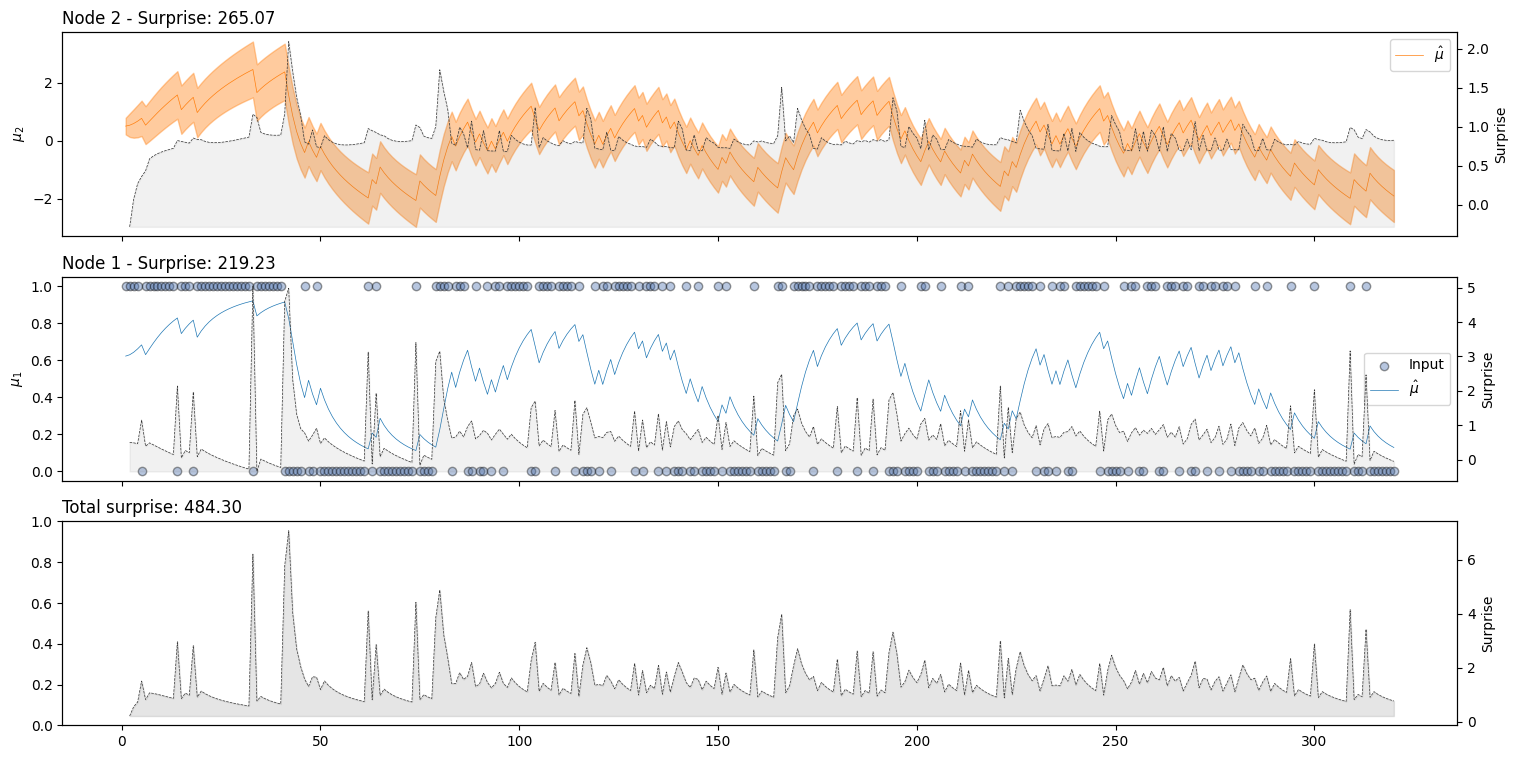 Node 2 - Surprise: 265.07
2
0
−2
μ2
μ̂
2.0
1.5
1.0
0.5
0.0
Surprise
Node 1 - Surprise: 219.23
1.0
0.8
0.6
0.4
0.2
0.0
μ1
Input
μ̂
5
4
3
2
1
0
Surprise
Total surprise: 484.30
1.0
0.8
0.6
0.4
0.2
0.0
6
4
2
0
Surprise
0 50 100 150 200 250 300